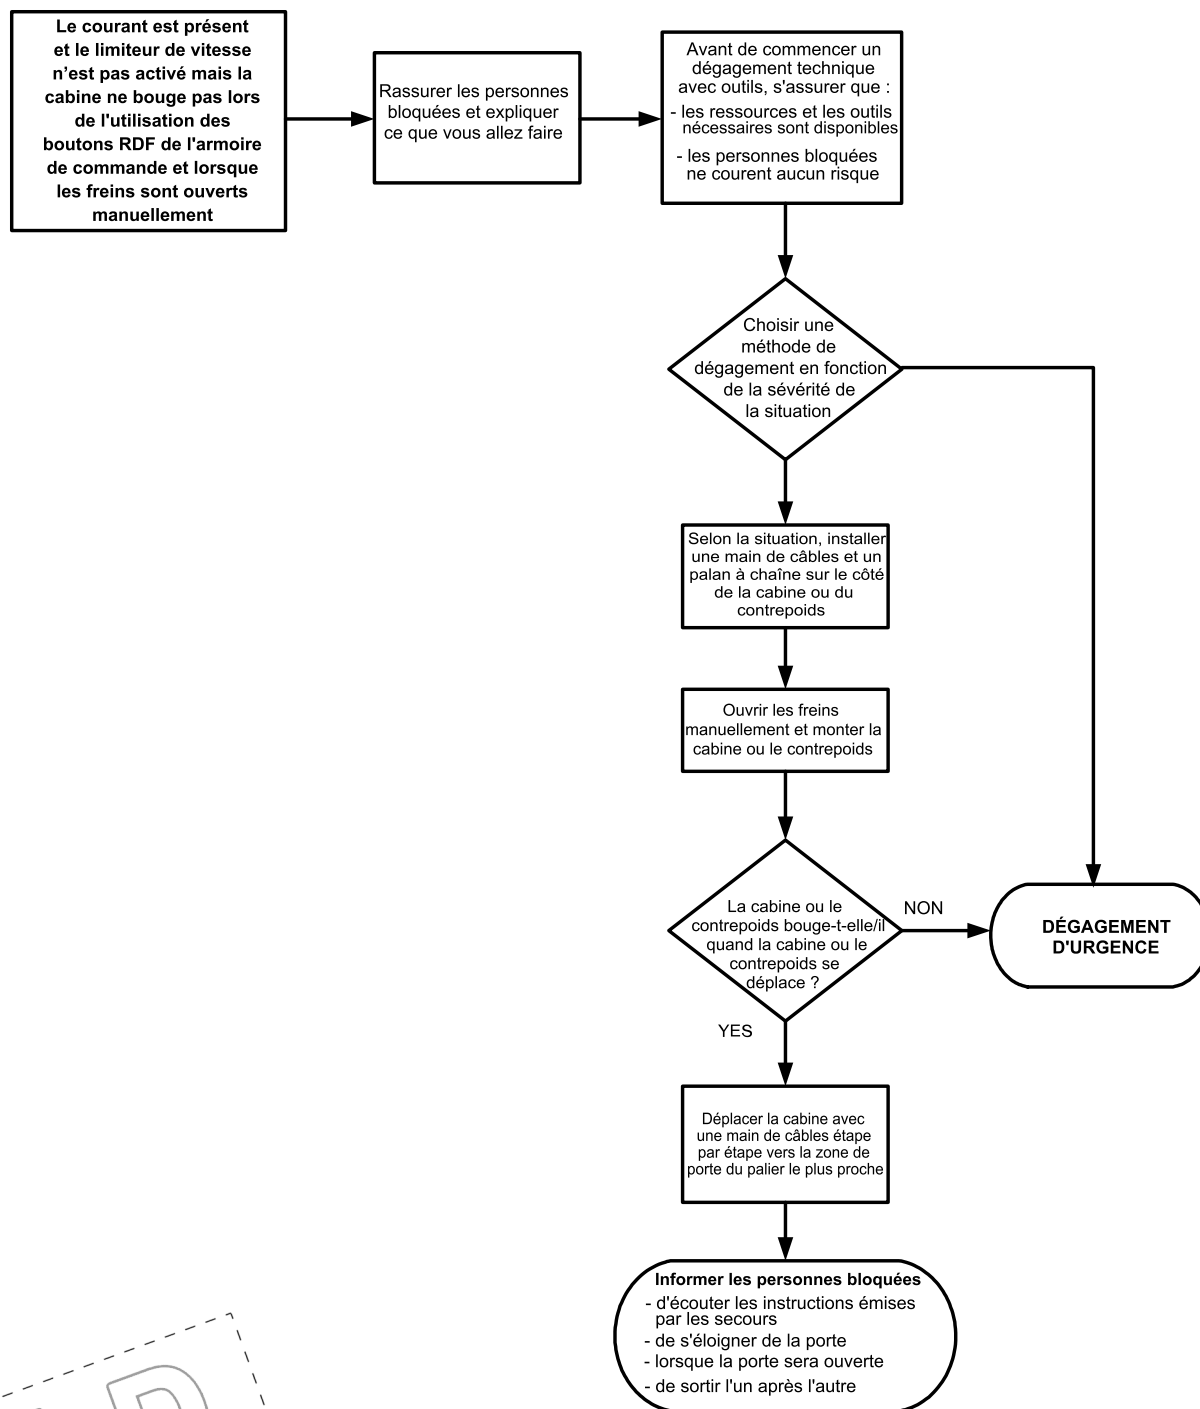 Le courant est présent
et le limiteur de vitesse
n’est pas activé mais la
cabine ne bouge pas lors
de l'utilisation des
boutons RDF de l'armoire
de commande et lorsque
les freins sont ouverts
manuellement
Rassurer les personnes
bloquées et expliquer
ce que vous allez faire
Avant de commencer un
dégagement technique
avec outils, s'assurer que :
- les ressources et les outils
nécessaires sont disponibles
- les personnes bloquées
ne courent aucun risque
Choisir une
méthode de
dégagement en fonction
de la sévérité de
la situation
Selon la situation, installer
une main de câbles et un
palan à chaîne sur le côté
de la cabine ou du
contrepoids
Ouvrir les freins
manuellement et monter la
cabine ou le contrepoids
La cabine ou le
contrepoids bouge-t-elle/il
quand la cabine ou le
contrepoids se
déplace ?
NON
DÉGAGEMENT
D'URGENCE
YES
Déplacer la cabine avec
une main de câbles étape
par étape vers la zone de
porte du palier le plus proche
Informer les personnes bloquées
- d'écouter les instructions émises
par les secours
- de s'éloigner de la porte
- lorsque la porte sera ouverte
- de sortir l'un après l'autre